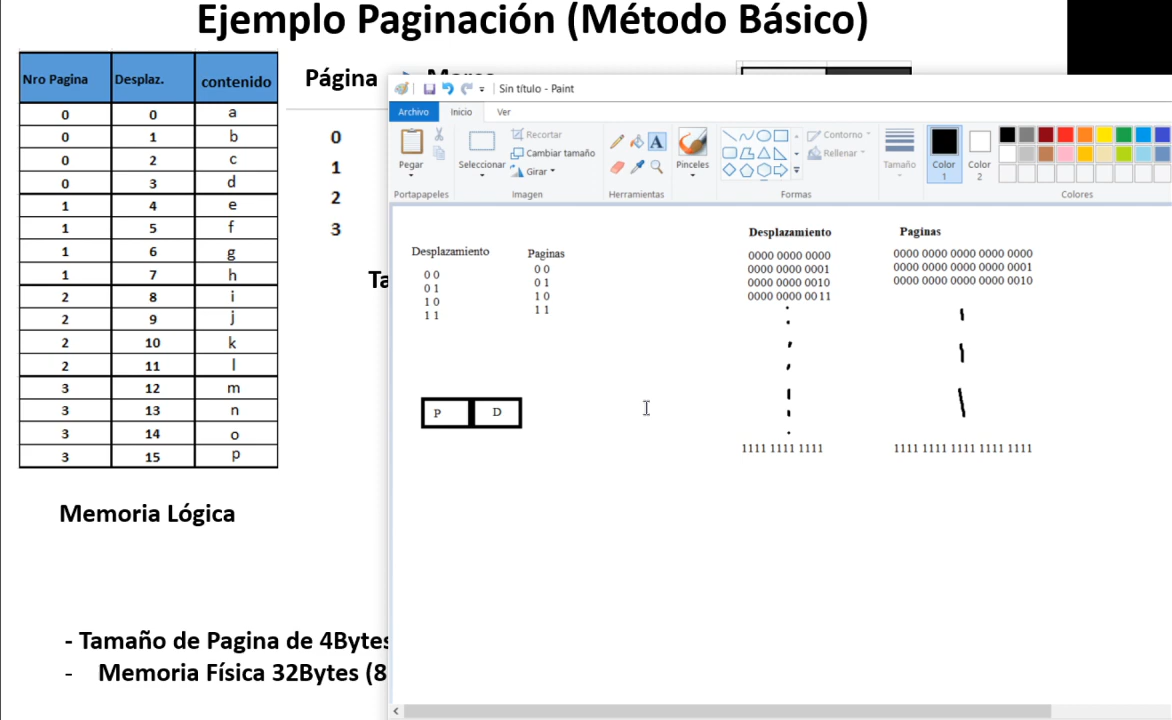 Ejemplo Paginación (Método Básico)
Nro Pagina Desplaz. contenido
0 0 a
0 1 b
0 2 c
0 3 d
1 4 e
1 5 f
1 6 g
1 7 h
2 8 i
2 9 j
2 10 k
2 11 l
3 12 m
3 13 n
3 14 o
3 15 p
Memoria Lógica
- Tamaño de Pagina de 4Bytes
- Memoria Física 32Bytes (8
Página
0
1
2
3
Ta
Sin título - Paint
Archivo Inicio Ver
Pegar
Portapapeles
Seleccionar
Recortar
Cambiar tamaño
Girar
Imagen
Herramientas
Pinceles
Contorno
Rellenar
Formas
Tamaño
Color
1
Color
2
Colores
Desplazamiento
0 0
0 1
1 0
1 1
Paginas
0 0
0 1
1 0
1 1
P D
Desplazamiento
0000 0000 0000
0000 0000 0001
0000 0000 0010
0000 0000 0011
1111 1111 1111
Paginas
0000 0000 0000 0000 0000
0000 0000 0000 0000 0001
0000 0000 0000 0000 0010
1111 1111 1111 1111 1111